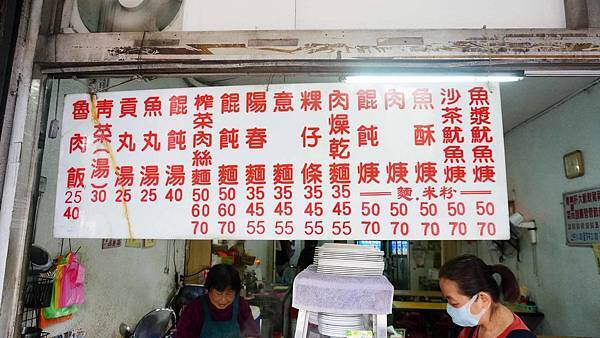 魯肉飯 25 40
青菜(湯) 30
貢丸湯 25
魚丸湯 25
餛飩湯 40
榨菜肉絲麵 50 60 70
餛飩麵 50 60 70
陽春麵 35 45 55
意麵 35 45 55
粿仔條 35 45 55
肉燥乾麵 35 45 55
餛飩焿 50 70
肉焿 50 70
魚酥焿 50 70
沙茶魷魚焿 50 70
魚漿魷魚焿 50 70
麵.米粉